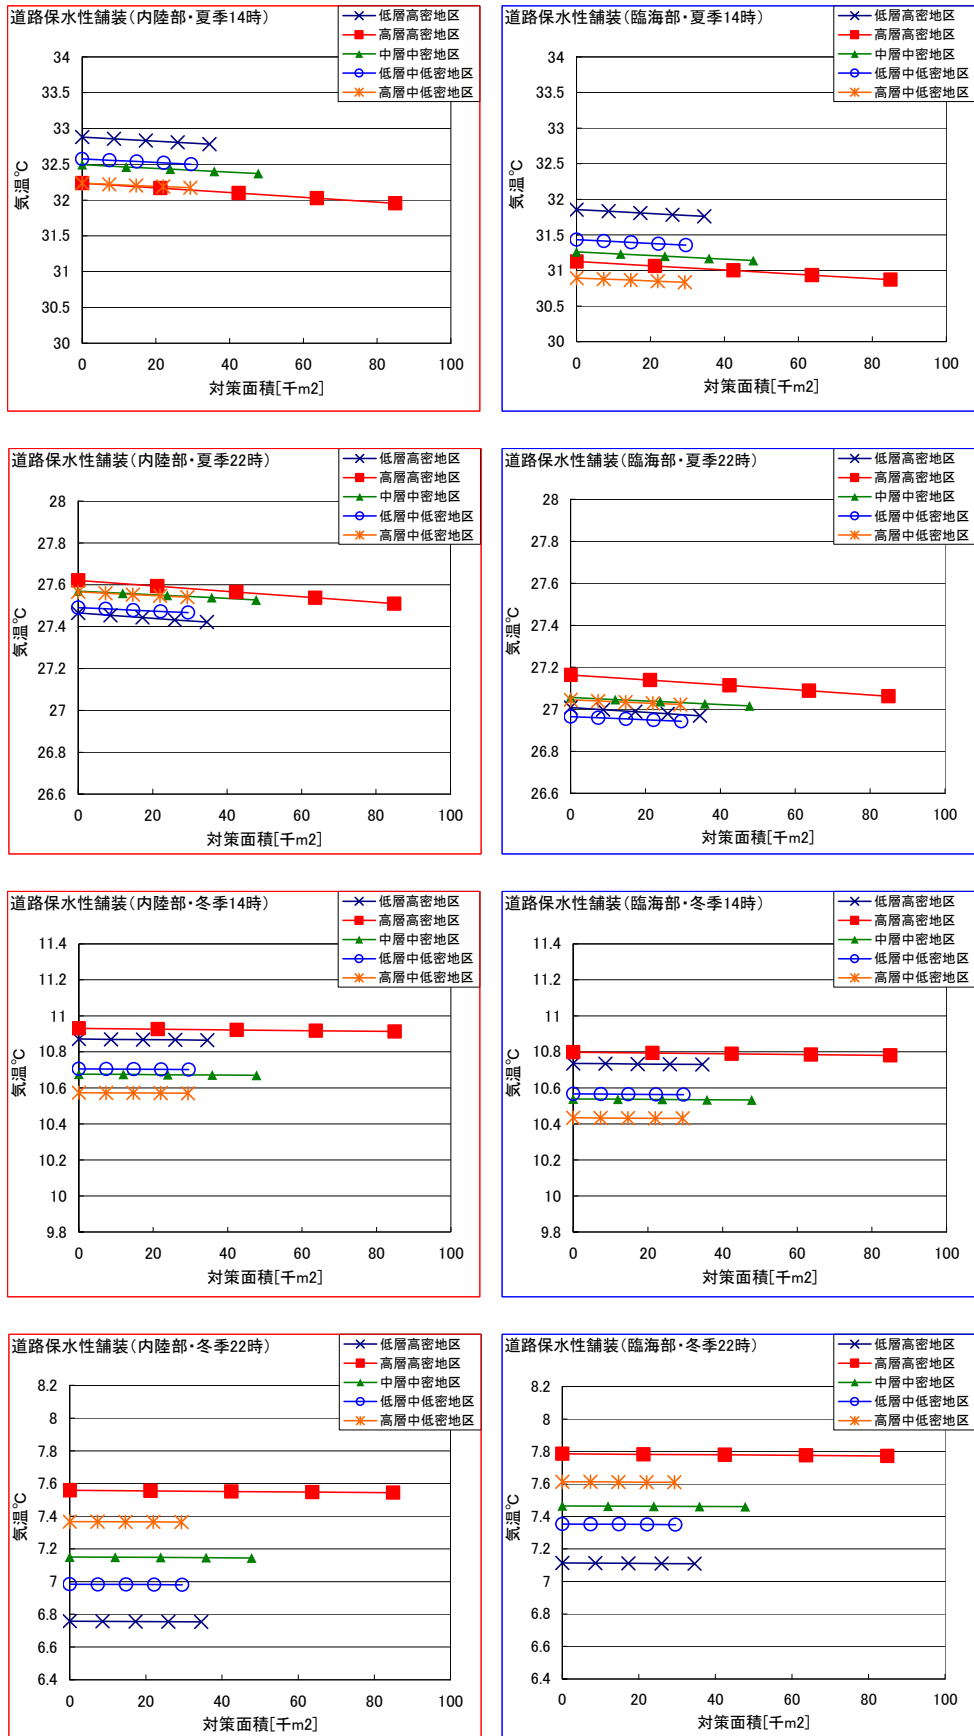 道路保水性舗装(内陸部・夏季14時)
低層高密地区
高層高密地区
中層中密地区
低層中低密地区
高層中低密地区
34
33.5
33
32.5
32
31.5
31
30.5
30
気温℃
0 20 40 60 80 100
対策面積[千m2]
道路保水性舗装(臨海部・夏季14時)
低層高密地区
高層高密地区
中層中密地区
低層中低密地区
高層中低密地区
34
33.5
33
32.5
32
31.5
31
30.5
30
気温℃
0 20 40 60 80 100
対策面積[千m2]
道路保水性舗装(内陸部・夏季22時)
低層高密地区
高層高密地区
中層中密地区
低層中低密地区
高層中低密地区
28
27.8
27.6
27.4
27.2
27
26.8
26.6
気温℃
0 20 40 60 80 100
対策面積[千m2]
道路保水性舗装(臨海部・夏季22時)
低層高密地区
高層高密地区
中層中密地区
低層中低密地区
高層中低密地区
28
27.8
27.6
27.4
27.2
27
26.8
26.6
気温℃
0 20 40 60 80 100
対策面積[千m2]
道路保水性舗装(内陸部・冬季14時)
低層高密地区
高層高密地区
中層中密地区
低層中低密地区
高層中低密地区
11.4
11.2
11
10.8
10.6
10.4
10.2
10
9.8
気温℃
0 20 40 60 80 100
対策面積[千m2]
道路保水性舗装(臨海部・冬季14時)
低層高密地区
高層高密地区
中層中密地区
低層中低密地区
高層中低密地区
11.4
11.2
11
10.8
10.6
10.4
10.2
10
9.8
気温℃
0 20 40 60 80 100
対策面積[千m2]
道路保水性舗装(内陸部・冬季22時)
低層高密地区
高層高密地区
中層中密地区
低層中低密地区
高層中低密地区
8.2
8
7.8
7.6
7.4
7.2
7
6.8
6.6
6.4
気温℃
0 20 40 60 80 100
対策面積[千m2]
道路保水性舗装(臨海部・冬季22時)
低層高密地区
高層高密地区
中層中密地区
低層中低密地区
高層中低密地区
8.2
8
7.8
7.6
7.4
7.2
7
6.8
6.6
6.4
気温℃
0 20 40 60 80 100
対策面積[千m2]